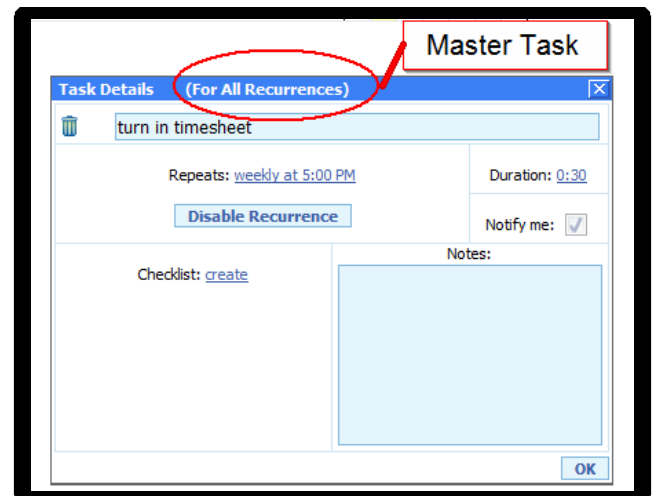 Master Task
Task Details (For All Recurrences)
turn in timesheet
Repeats: weekly at 5:00 PM
Duration: 0:30
Disable Recurrence
Notify me:
Checklist: create
Notes:
OK